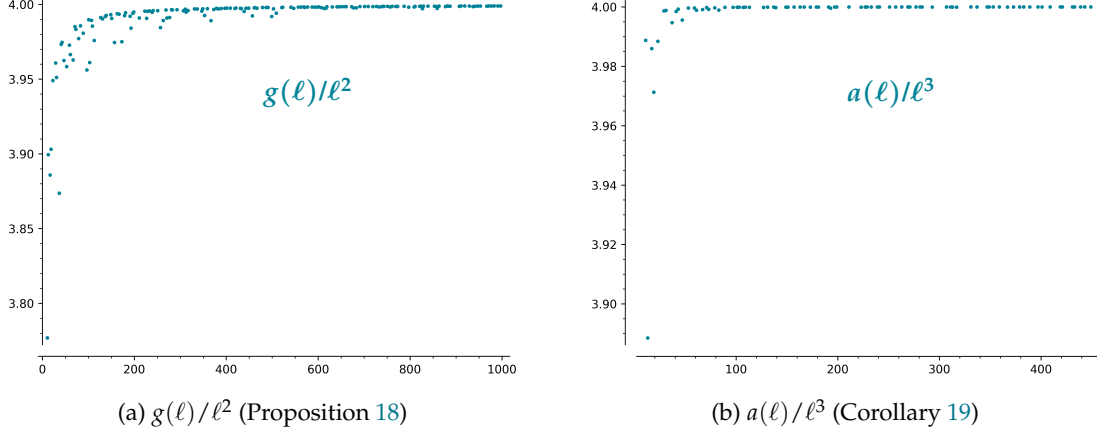 4.00
3.95
3.90
3.85
3.80
0 200 400 600 800 1000
g(ℓ)/ℓ²
4.00
3.98
3.96
3.94
3.92
3.90
100 200 300 400
a(ℓ)/ℓ³
(a) g(ℓ)/ℓ² (Proposition 18)
(b) a(ℓ)/ℓ³ (Corollary 19)